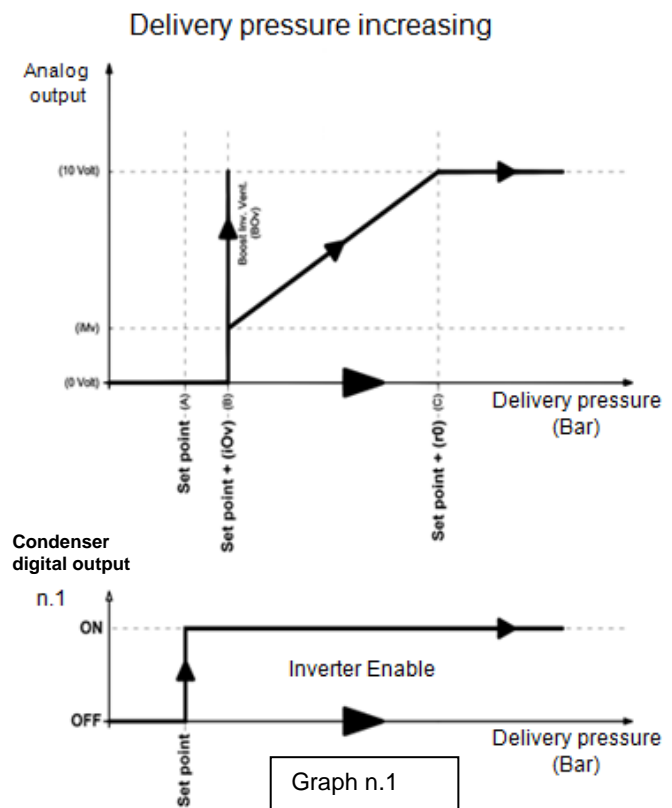 Delivery pressure increasing
Analog
output
(10 Volt)
Boost Inv. Vent.
(BOv)
(iMv)
(0 Volt)
Set point - (A)
Set point + (iOv) - (B)
Set point + (r0) - (C)
Delivery pressure
(Bar)
Condenser
digital output
n.1
ON
Inverter Enable
OFF
Set point
Delivery pressure
(Bar)
Graph n.1